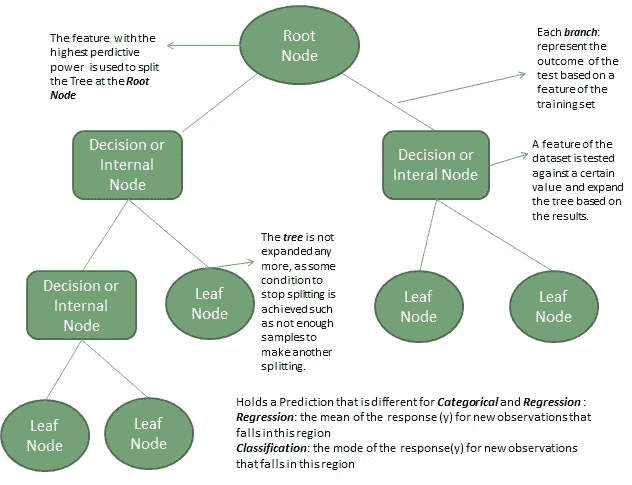 Root
Node
The feature with the
highest perdictive
power is used to split
the Tree at the Root
Node
Each branch:
represent the
outcome of the
test based on a
feature of the
training set
Decision or
Internal
Node
Decision or
Interal Node
A feature of the
dataset is tested
against a certain
value and expand
the tree based on
the results.
The tree is not
expanded any
more, as some
condition to
stop splitting is
achieved such
as not enough
samples to
make another
splitting.
Decision or
Internal
Node
Leaf
Node
Leaf
Node
Leaf
Node
Leaf
Node
Leaf
Node
Holds a Prediction that is different for Categorical and Regression :
Regression: the mean of the response (y) for new observations that
falls in this region
Classification: the mode of the response(y) for new observations
that falls in this region